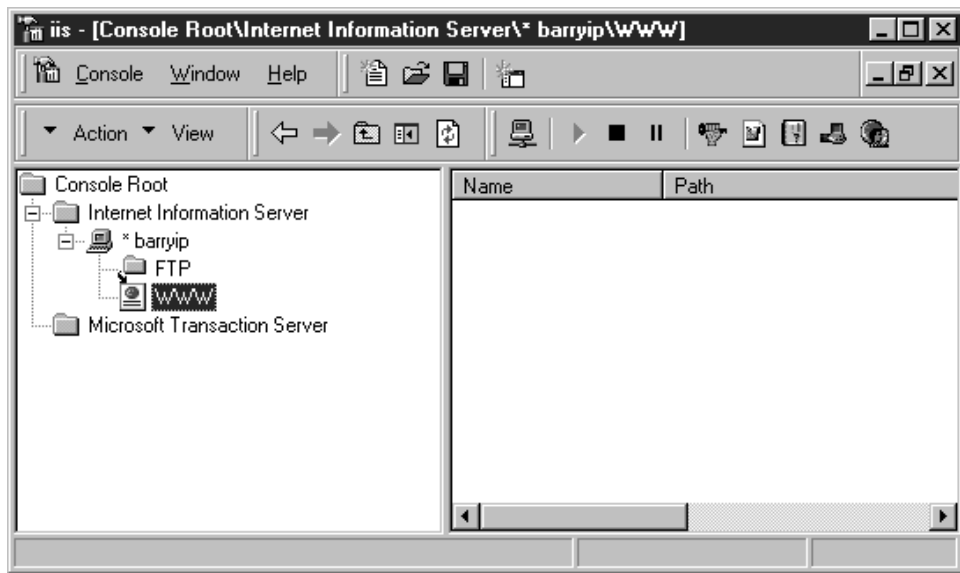 iis - [Console Root\Internet Information Server\* barryip\WWW]
Console Window Help
Action View
Console Root
Internet Information Server
* barryip
FTP
WWW
Microsoft Transaction Server
Name Path